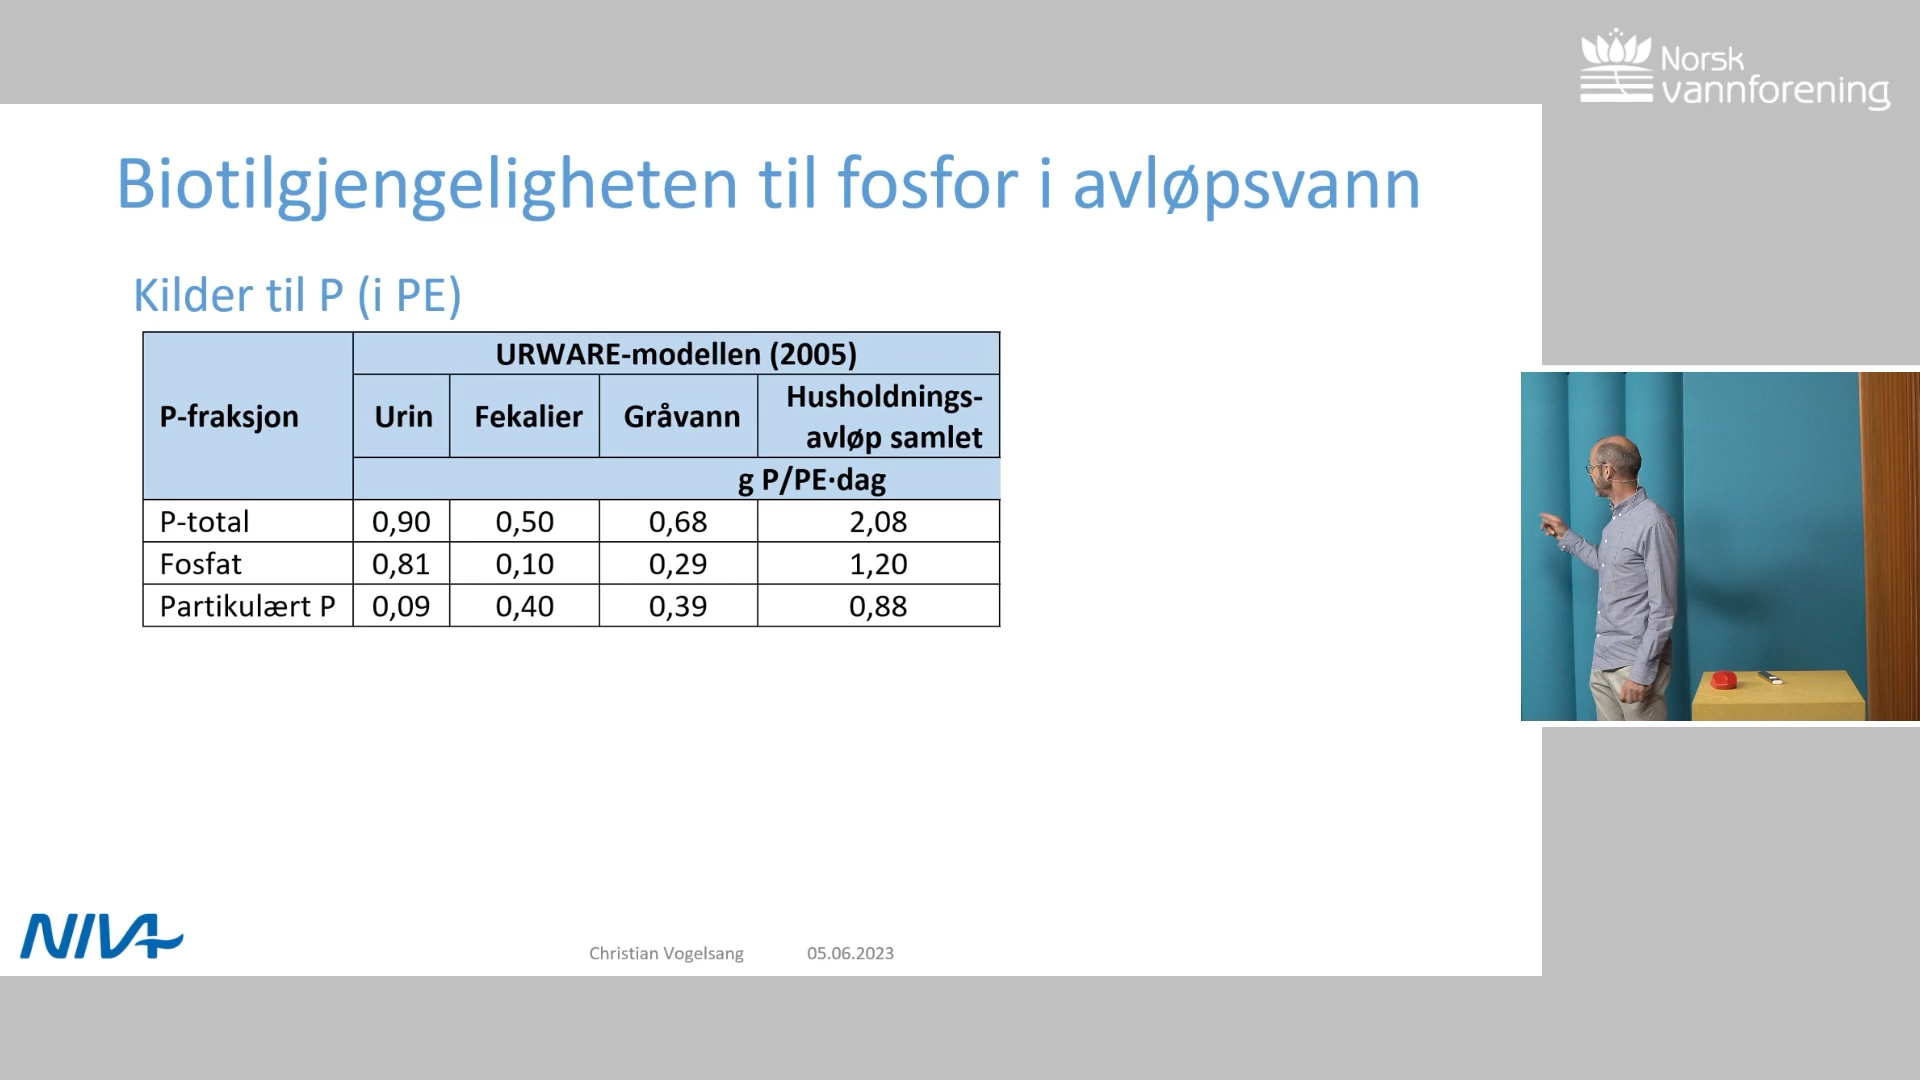 Norsk
vannforening
Biotilgjengeligheten til fosfor i avløpsvann
Kilder til P (i PE)
P-fraksjon
URWARE-modellen (2005)
Urin
Fekalier
Gråvann
Husholdnings-
avløp samlet
g P/PE·dag
P-total 0,90 0,50 0,68 2,08
Fosfat 0,81 0,10 0,29 1,20
Partikulært P 0,09 0,40 0,39 0,88
NIVA
Christian Vogelsang 05.06.2023